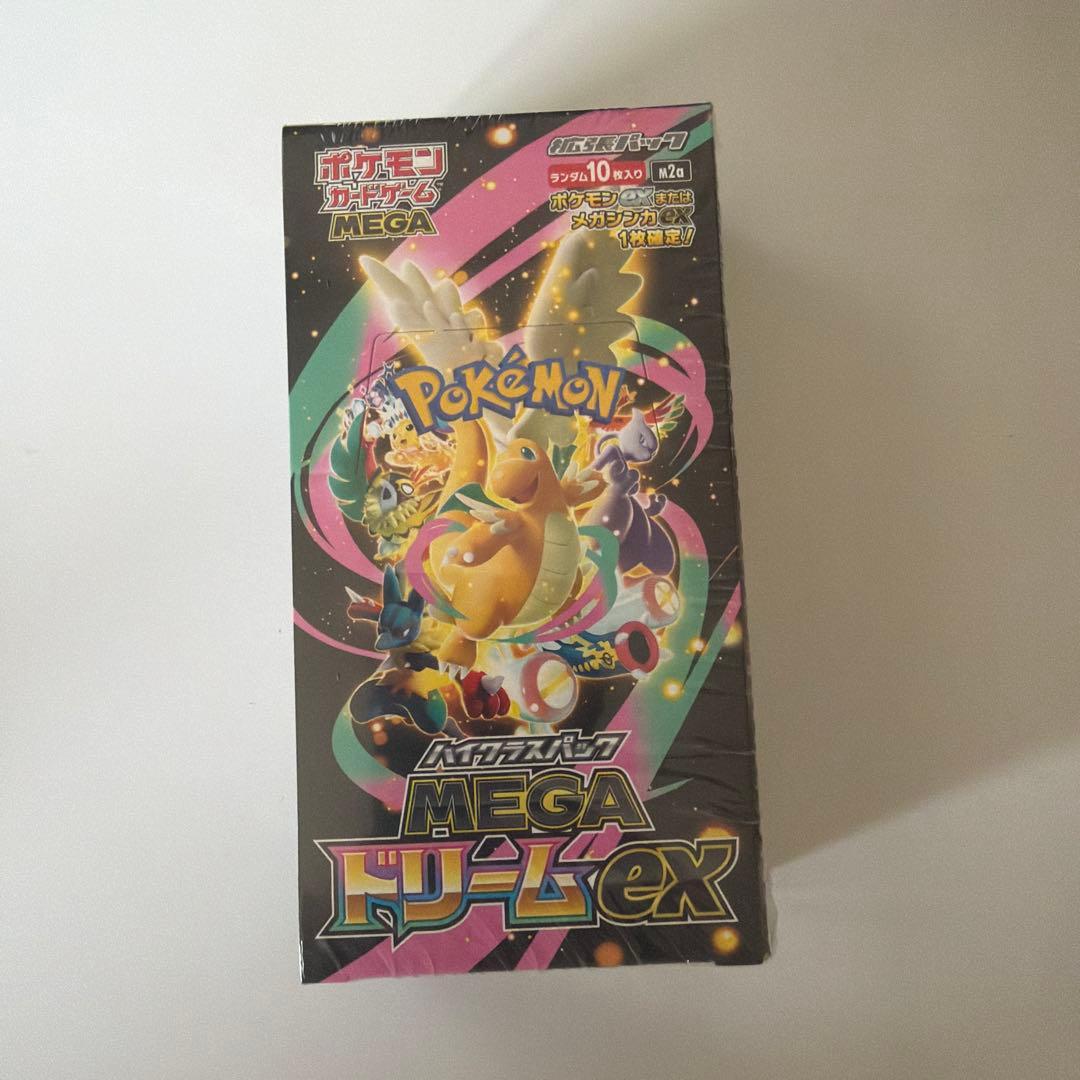 ポケモン
カードゲーム
MEGA
拡張パック
ランダム10枚入り M2a
ポケモンexまたは
メガシンカex
1枚確定!
POKéMON
ハイクラスパック
MEGA
ドリームex